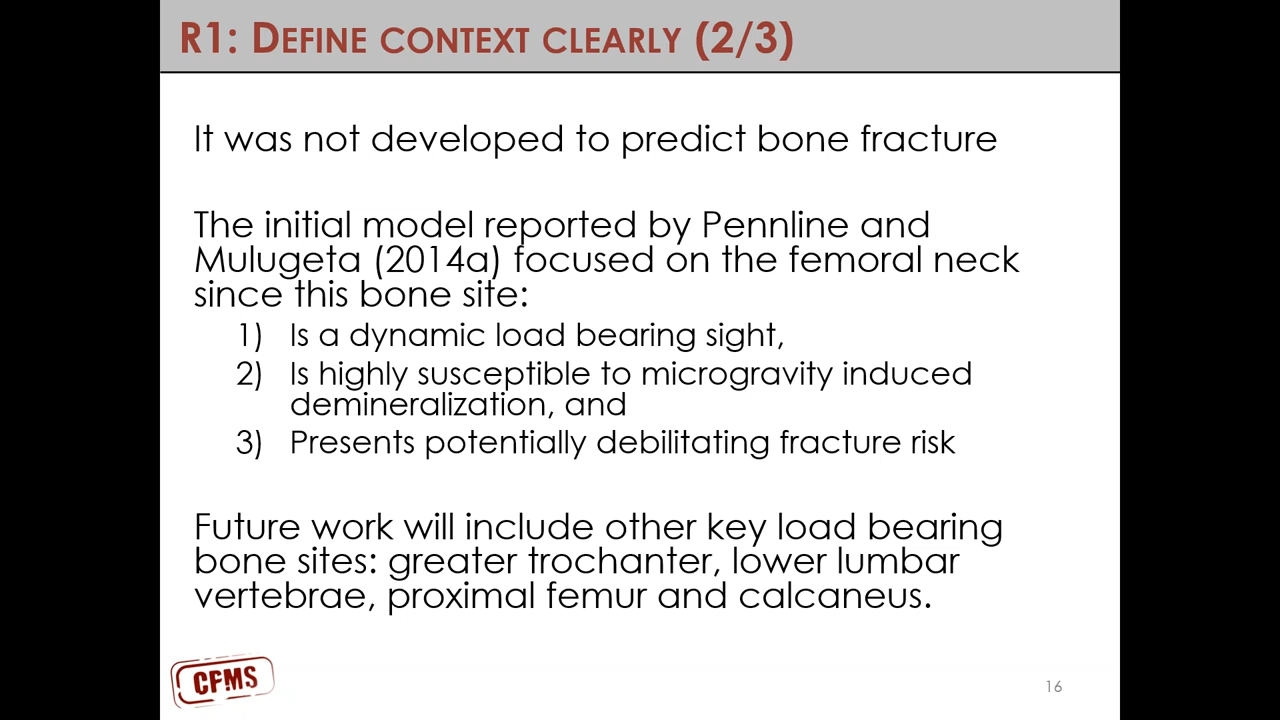 R1: DEFINE CONTEXT CLEARLY (2/3)
It was not developed to predict bone fracture
The initial model reported by Pennline and
Mulugeta (2014a) focused on the femoral neck
since this bone site:
1) Is a dynamic load bearing sight,
2) Is highly susceptible to microgravity induced
demineralization, and
3) Presents potentially debilitating fracture risk
Future work will include other key load bearing
bone sites: greater trochanter, lower lumbar
vertebrae, proximal femur and calcaneus.
CFMS
16